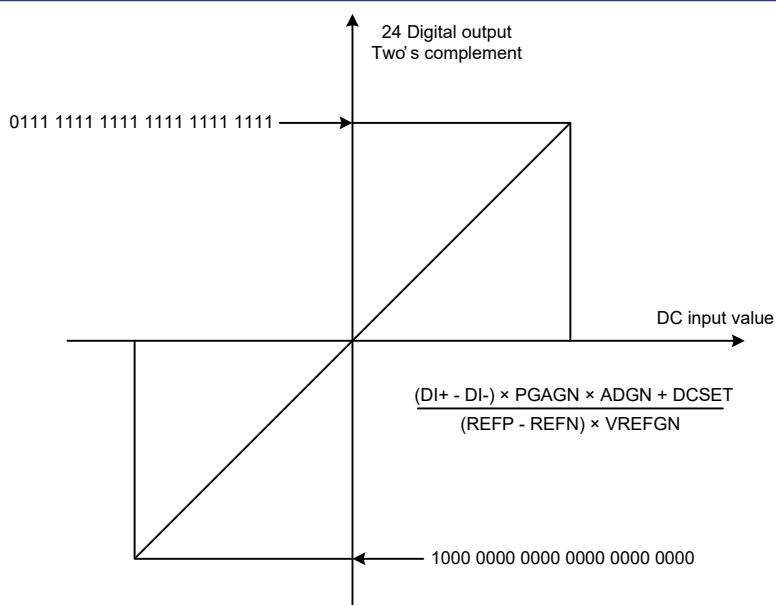 24 Digital output
Two's complement
0111 1111 1111 1111 1111 1111
DC input value
(DI+ - DI-) × PGAGN × ADGN + DCSET
(REFP - REFN) × VREFGN
1000 0000 0000 0000 0000 0000